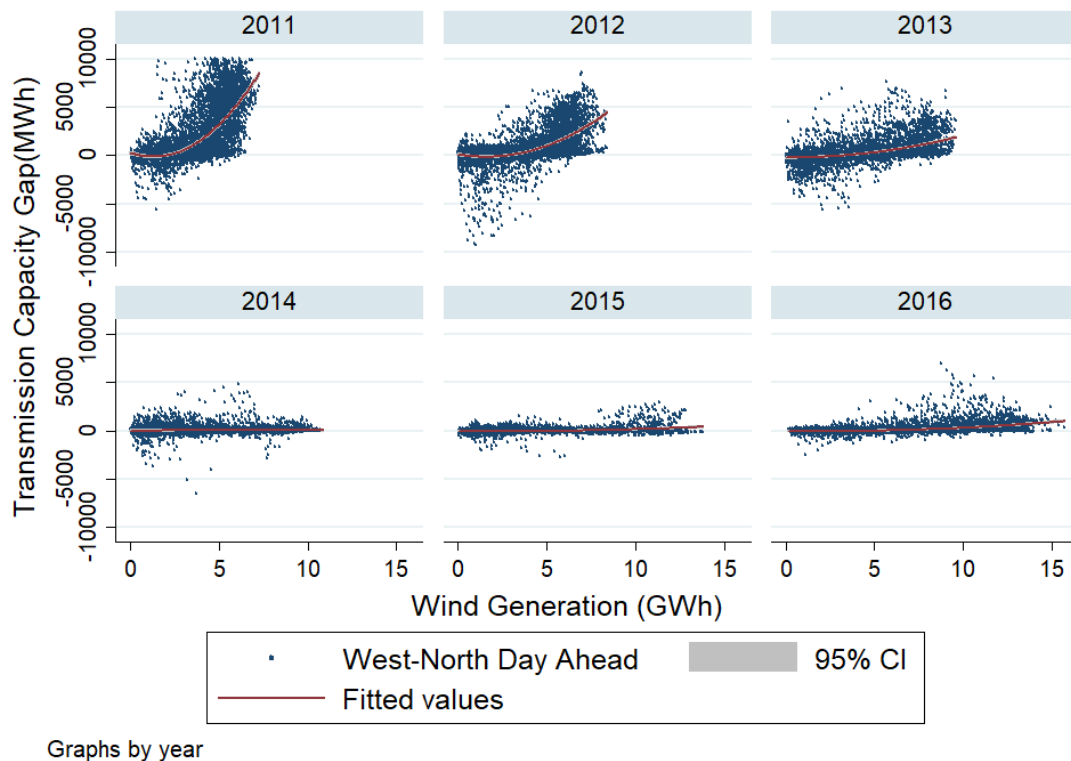 2011
2012
2013
10000
5000
0
-5000
-10000
2014
2015
2016
10000
5000
0
-5000
-10000
Transmission Capacity Gap(MWh)
0 5 10 15
0 5 10 15
0 5 10 15
Wind Generation (GWh)
West-North Day Ahead
95% CI
Fitted values
Graphs by year